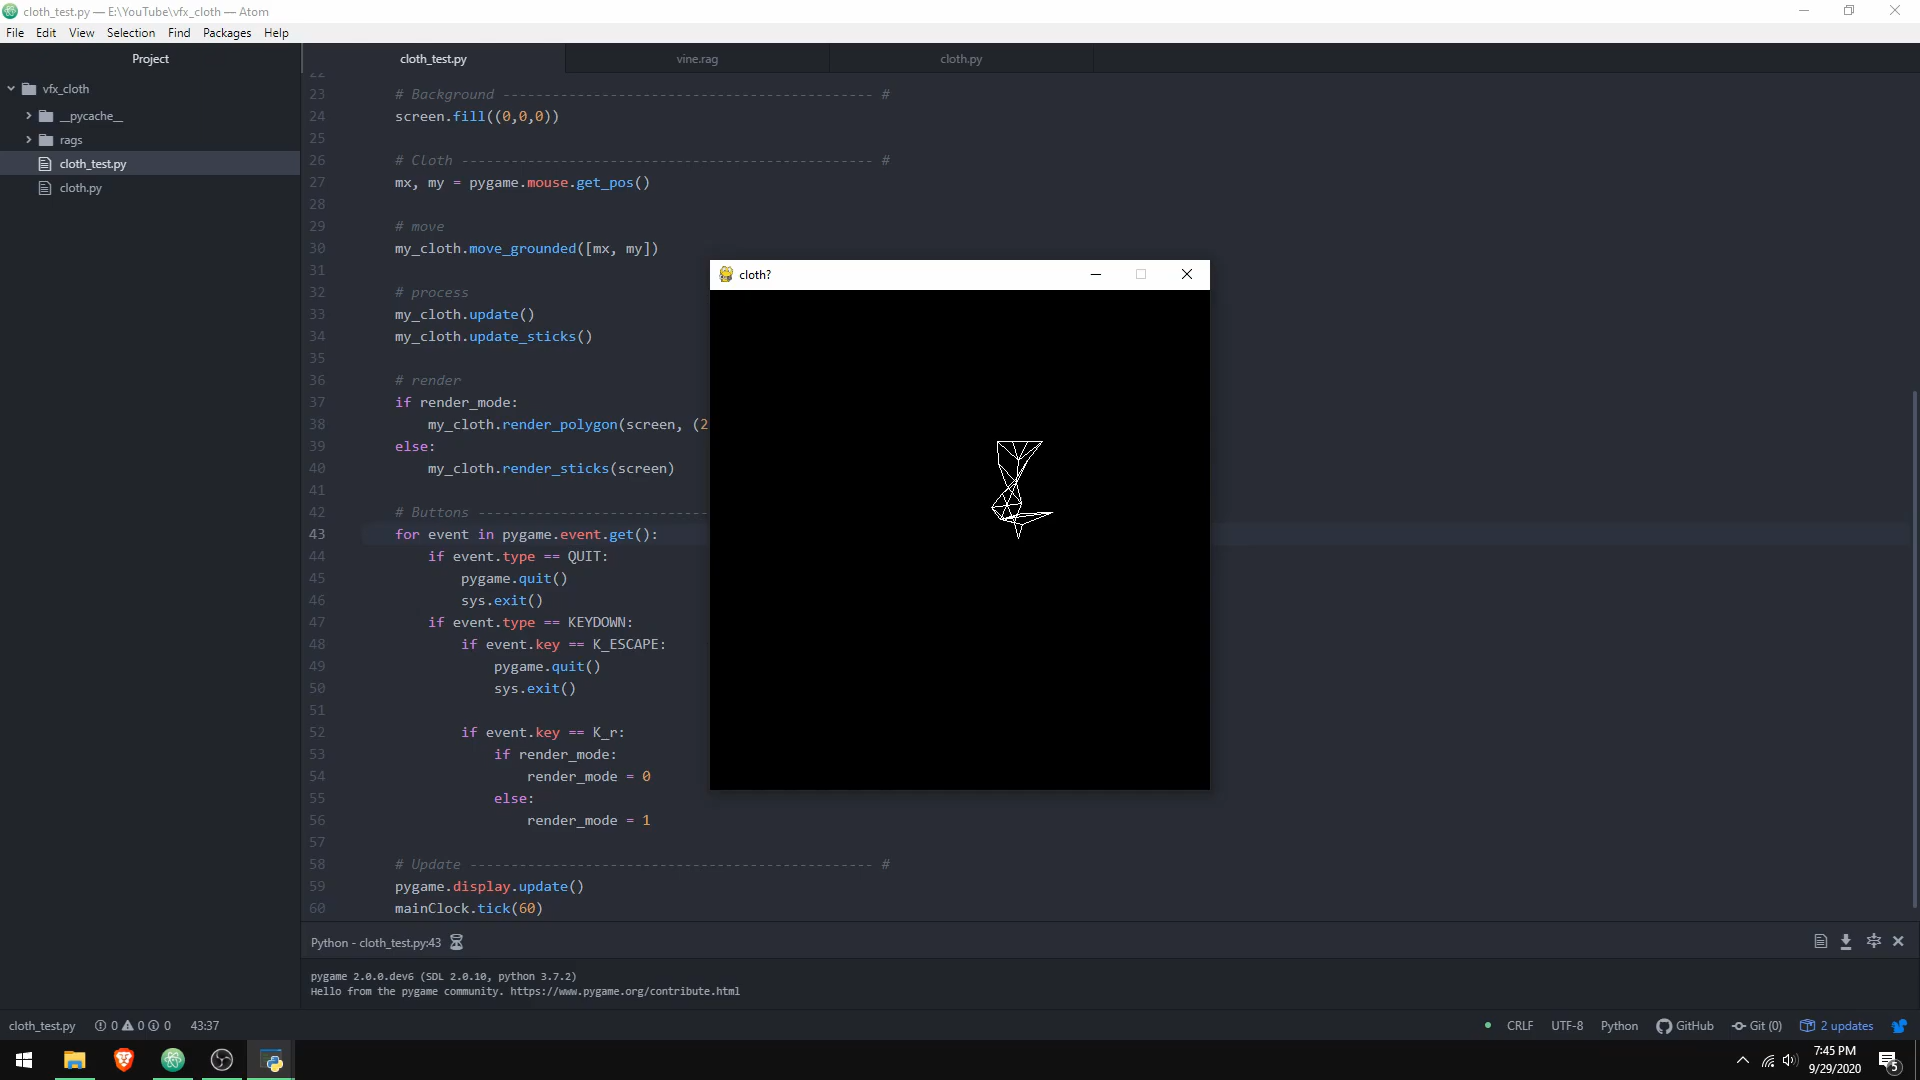 cloth_test.py — E:\YouTube\vfx_cloth — Atom
File Edit View Selection Find Packages Help
Project
cloth_test.py
vine.rag
cloth.py
vfx_cloth
__pycache__
rags
cloth_test.py
cloth.py
22
23 # Background --------------------------------------------- #
24 screen.fill((0,0,0))
25
26 # Cloth -------------------------------------------------- #
27 mx, my = pygame.mouse.get_pos()
28
29 # move
30 my_cloth.move_grounded([mx, my])
31
32 # process
33 my_cloth.update()
34 my_cloth.update_sticks()
35
36 # render
37 if render_mode:
38 my_cloth.render_polygon(screen, (2
39 else:
40 my_cloth.render_sticks(screen)
41
42 # Buttons ----------------------------
43 for event in pygame.event.get():
44 if event.type == QUIT:
45 pygame.quit()
46 sys.exit()
47 if event.type == KEYDOWN:
48 if event.key == K_ESCAPE:
49 pygame.quit()
50 sys.exit()
51
52 if event.key == K_r:
53 if render_mode:
54 render_mode = 0
55 else:
56 render_mode = 1
57
58 # Update ------------------------------------------------- #
59 pygame.display.update()
60 mainClock.tick(60)
cloth?
Python - cloth_test.py:43
pygame 2.0.0.dev6 (SDL 2.0.10, python 3.7.2)
Hello from the pygame community. https://www.pygame.org/contribute.html
cloth_test.py 0 0 0 43:37
CRLF UTF-8 Python GitHub Git (0) 2 updates
7:45 PM
9/29/2020
5